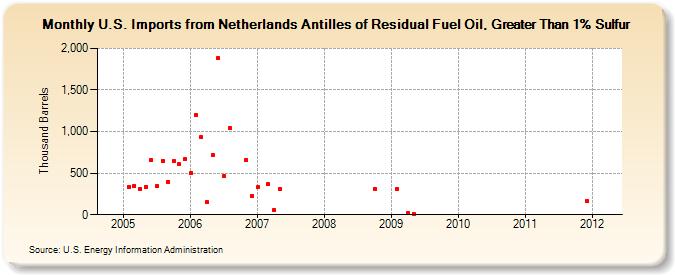 Monthly U.S. Imports from Netherlands Antilles of Residual Fuel Oil, Greater Than 1% Sulfur
Thousand Barrels
2,000
1,500
1,000
500
0
2005 2006 2007 2008 2009 2010 2011 2012
Source: U.S. Energy Information Administration